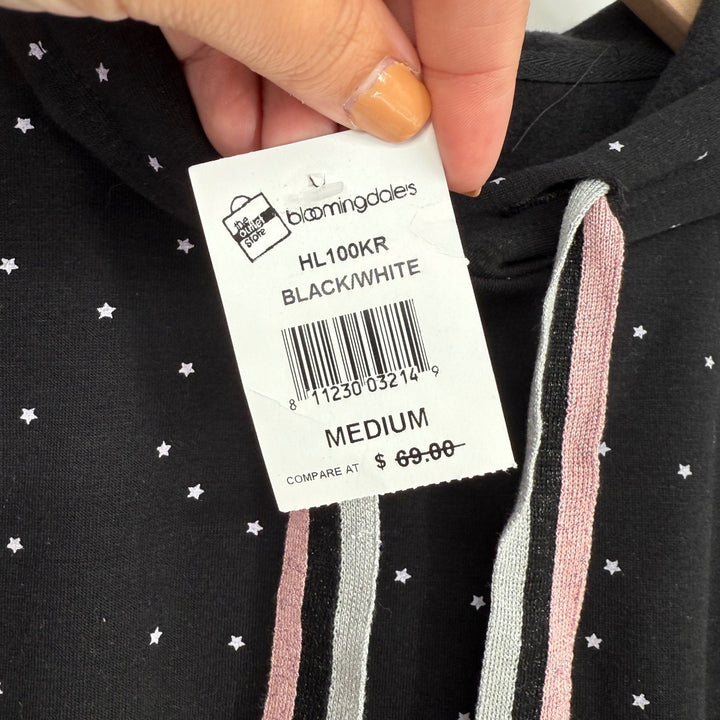 the
outlet
store
bloomingdale's
HL100KR
BLACK/WHITE
8 11230 03214 9
MEDIUM
COMPARE AT $ 69.00